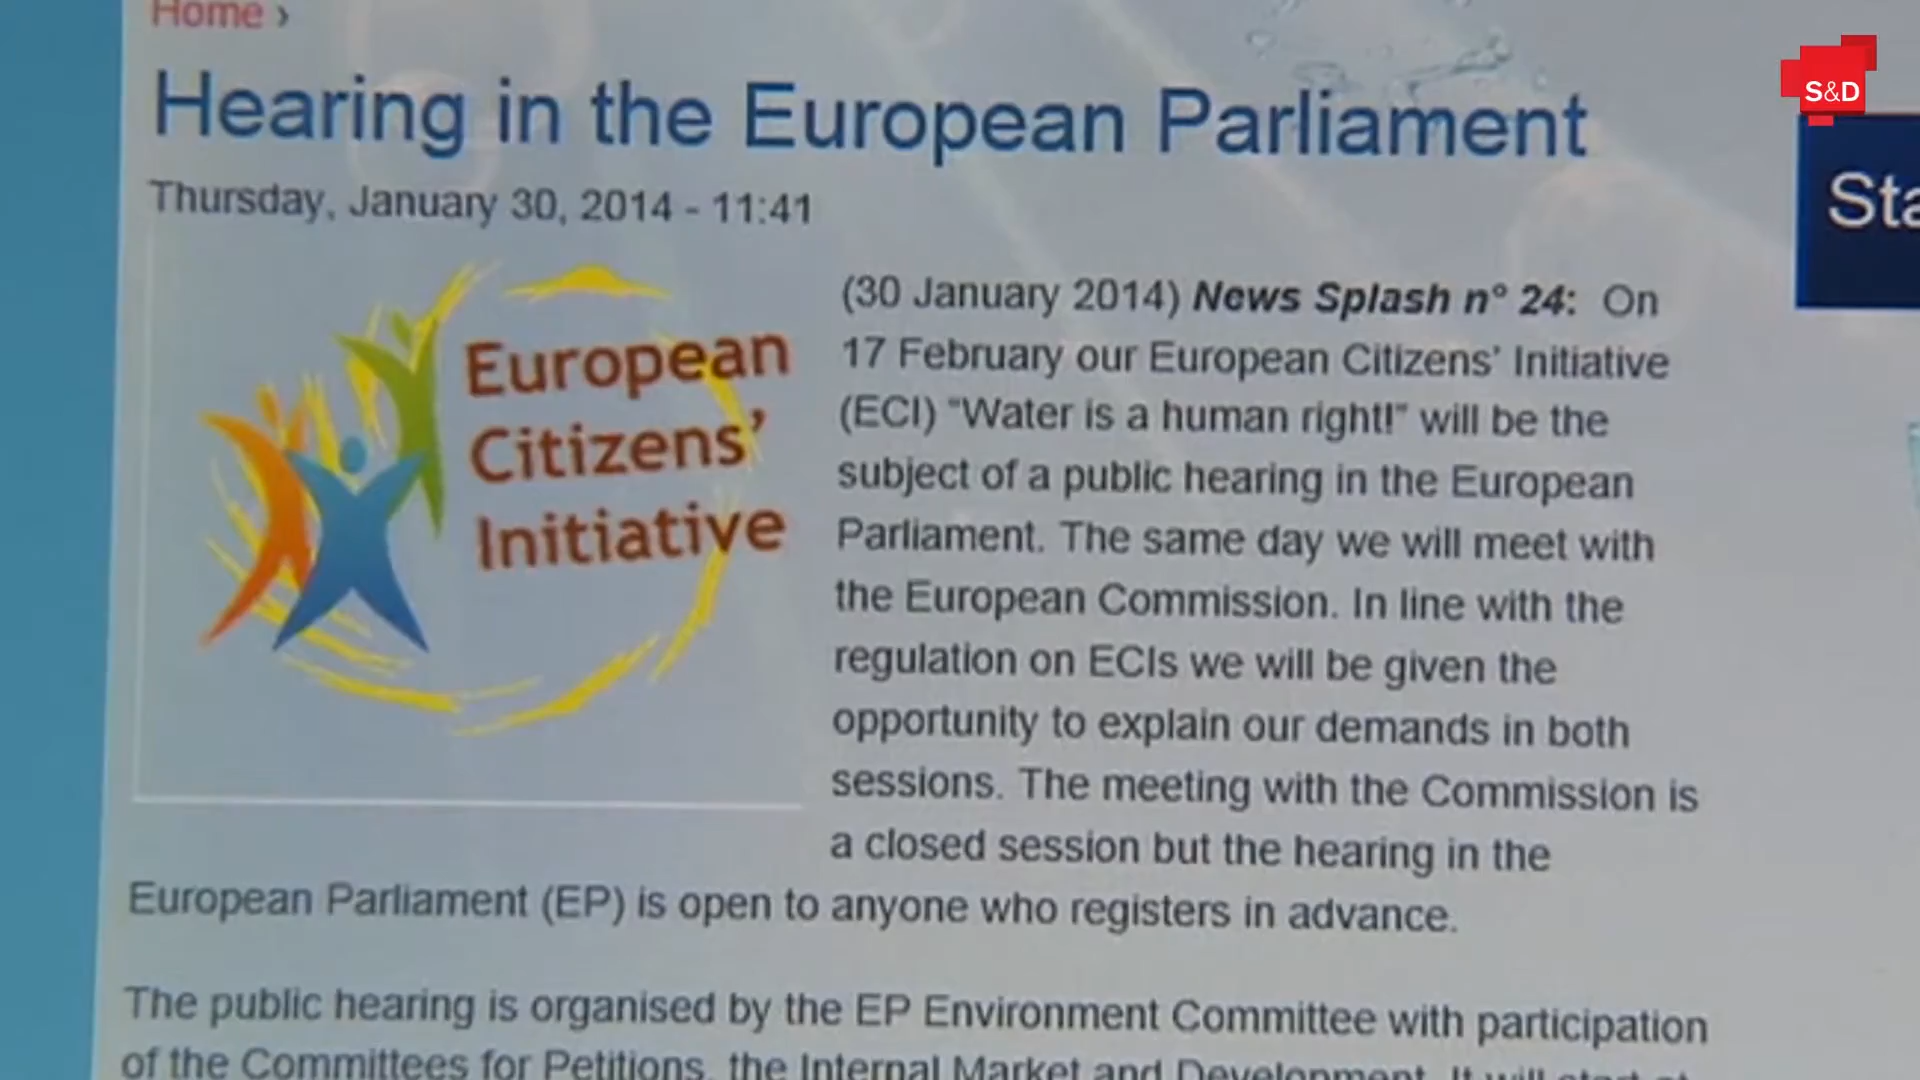 Home ›
S&D
Hearing in the European Parliament
Thursday, January 30, 2014 - 11:41
European
Citizens'
Initiative
(30 January 2014) News Splash n° 24: On
17 February our European Citizens' Initiative
(ECI) "Water is a human right!" will be the
subject of a public hearing in the European
Parliament. The same day we will meet with
the European Commission. In line with the
regulation on ECIs we will be given the
opportunity to explain our demands in both
sessions. The meeting with the Commission is
a closed session but the hearing in the
European Parliament (EP) is open to anyone who registers in advance.
The public hearing is organised by the EP Environment Committee with participation
of the Committees for Petitions, the Internal Market and Development. It will start at
Sta